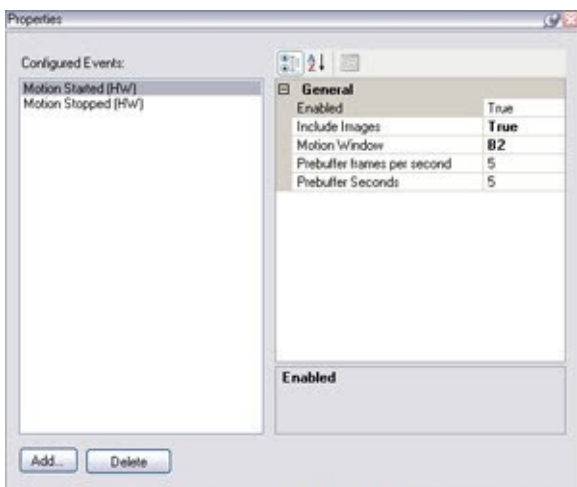 Properties
Configured Events:
Motion Started (HW)
Motion Stopped (HW)
General
Enabled True
Include Images True
Motion Window B2
Prebuffer frames per second 5
Prebuffer Seconds 5
Enabled
Add...
Delete